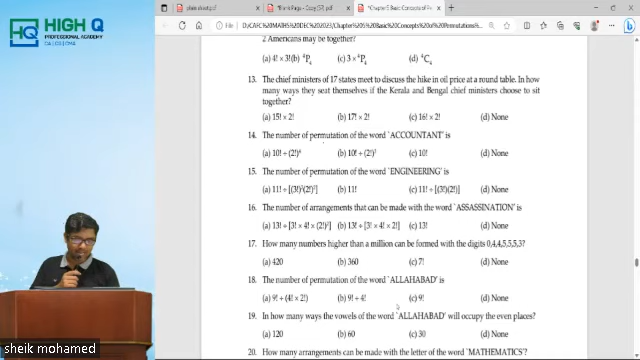 HIGH Q
PROFESSIONAL ACADEMY
CA | CS | CMA
HQ
sheik mohamed
2 Americans may be together?
(a) 4! × 3! (b) ⁴P₄ (c) 3 × ⁴P₄ (d) ⁴C₄
13. The chief ministers of 17 states meet to discuss the hike in oil price at a round table. In how
many ways they seat themselves if the Kerala and Bengal chief ministers choose to sit
together?
(a) 15! × 2! (b) 17! × 2! (c) 16! × 2! (d) None
14. The number of permutation of the word `ACCOUNTANT' is
(a) 10! ÷ (2!)⁴ (b) 10! ÷ (2!)³ (c) 10! (d) None
15. The number of permutation of the word `ENGINEERING' is
(a) 11! ÷ [(3!)²(2!)²] (b) 11! (c) 11! ÷ [(3!)(2!)] (d) None
16. The number of arrangements that can be made with the word `ASSASSINATION' is
(a) 13! ÷ [3! × 4! × (2!)²] (b) 13! ÷ [3! × 4! × 2!] (c) 13! (d) None
17. How many numbers higher than a million can be formed with the digits 0,4,4,5,5,5,3?
(a) 420 (b) 360 (c) 7! (d) None
18. The number of permutation of the word `ALLAHABAD' is
(a) 9! ÷ (4! × 2!) (b) 9! ÷ 4! (c) 9! (d) None
19. In how many ways the vowels of the word `ALLAHABAD' will occupy the even places?
(a) 120 (b) 60 (c) 30 (d) None
20. How many arrangements can be made with the letter of the word `MATHEMATICS'?